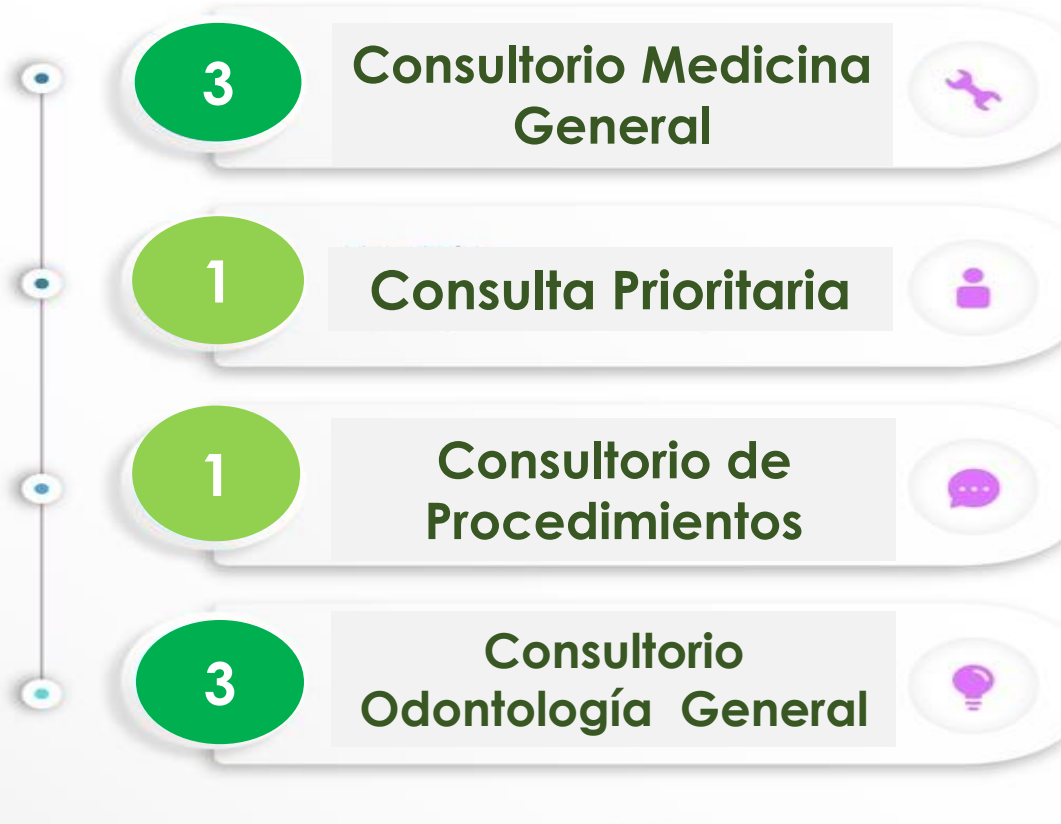 3
Consultorio Medicina
General
1
Consulta Prioritaria
1
Consultorio de
Procedimientos
3
Consultorio
Odontología General